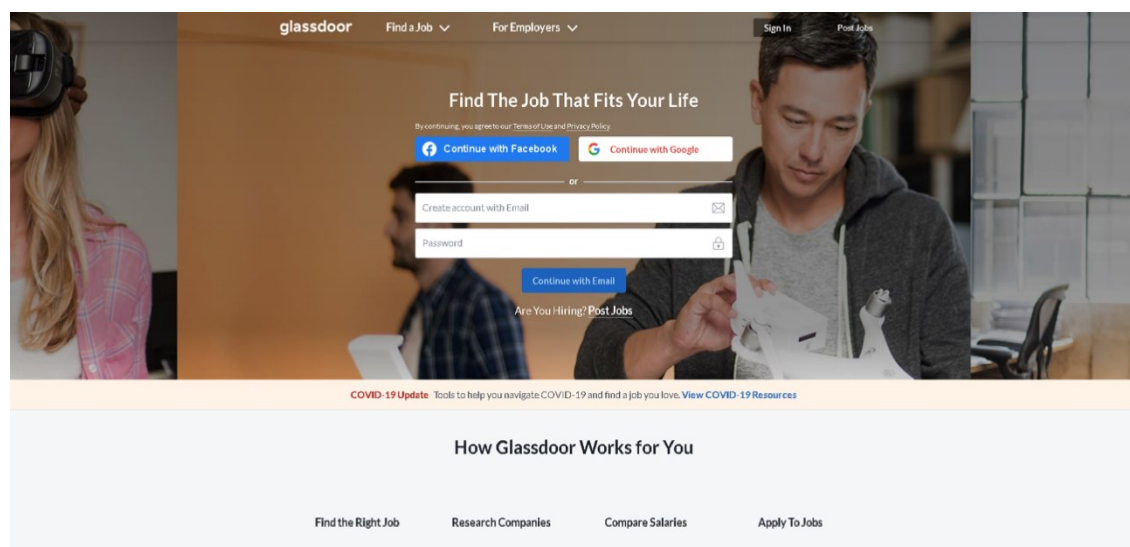 glassdoor Find a Job For Employers Sign In Post Jobs
Find The Job That Fits Your Life
By continuing, you agree to our Terms of Use and Privacy Policy
Continue with Facebook Continue with Google
or
Create account with Email
Password
Continue with Email
Are You Hiring? Post Jobs
COVID-19 Update Tools to help you navigate COVID-19 and find a job you love. View COVID-19 Resources
How Glassdoor Works for You
Find the Right Job Research Companies Compare Salaries Apply To Jobs